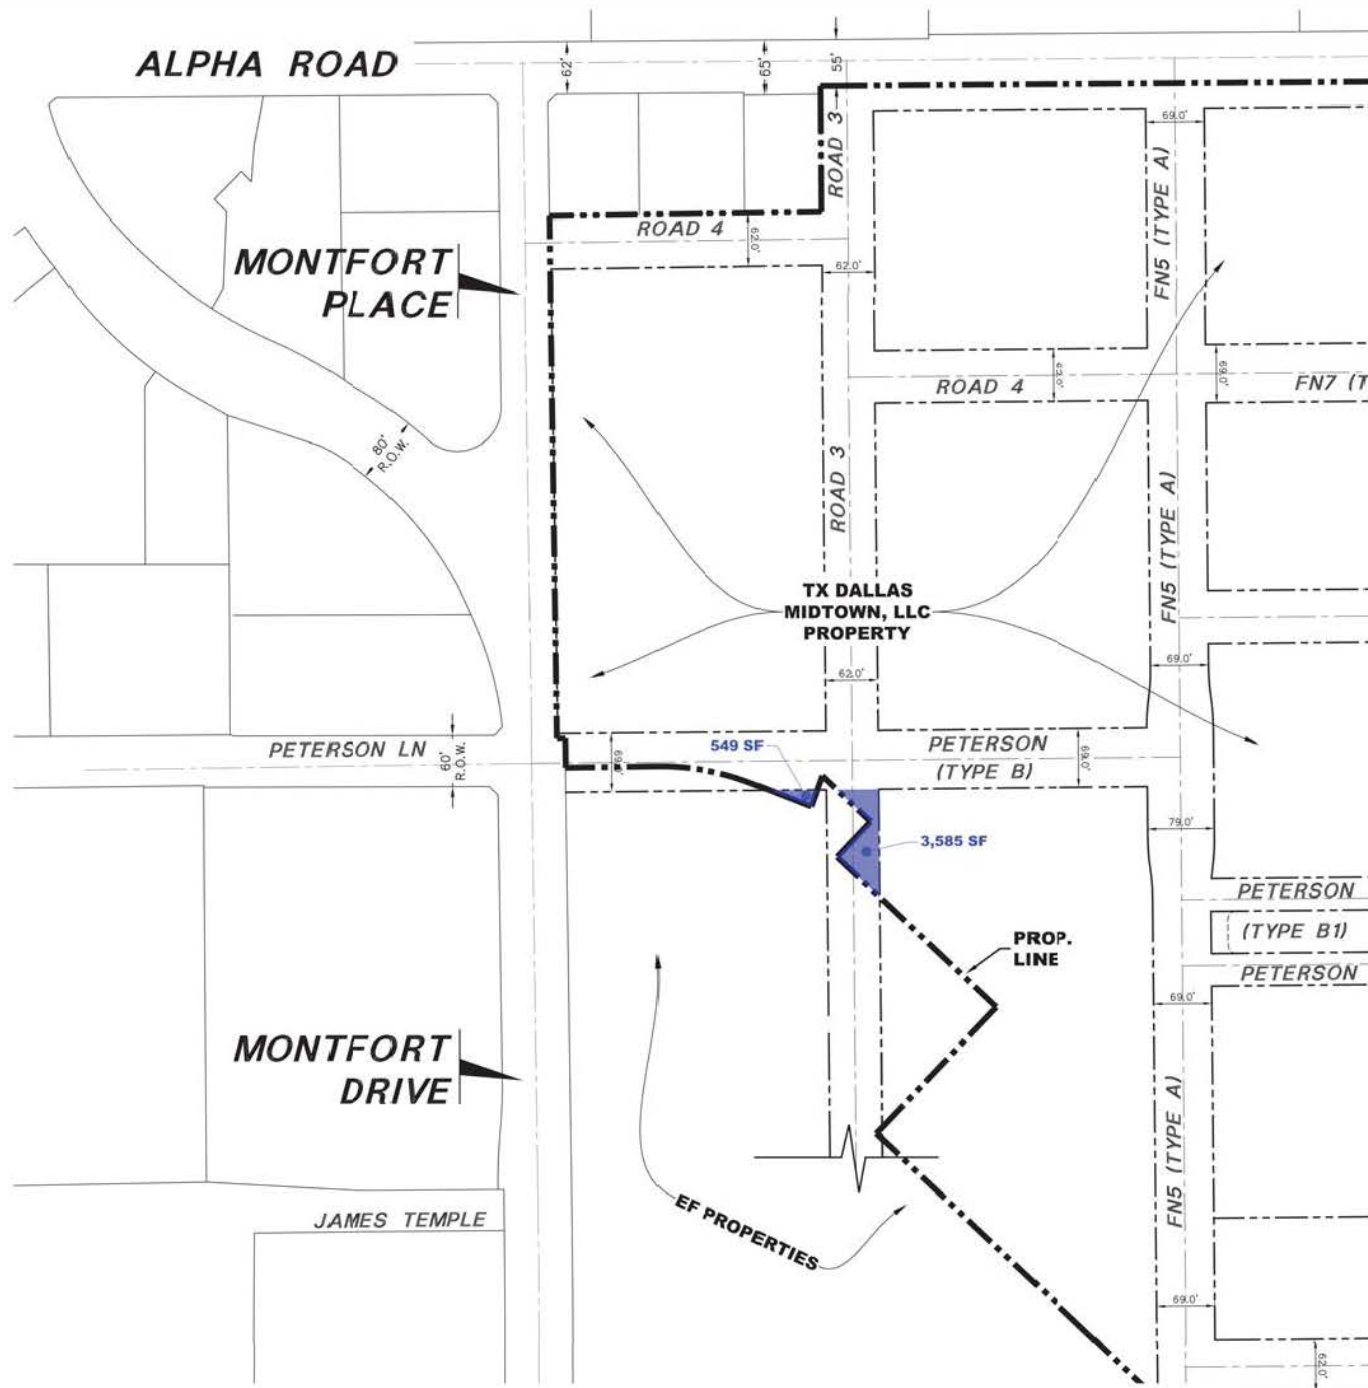 ALPHA ROAD
62'
65'
55'
ROAD 3
69.0'
FN5 (TYPE A)
MONTFORT
PLACE
ROAD 4
62.0'
62.0'
ROAD 4
62.0'
69.0'
FN7 (T
80'
R.O.W.
ROAD 3
FN5 (TYPE A)
TX DALLAS
MIDTOWN, LLC
PROPERTY
62.0'
69.0'
PETERSON LN
60'
R.O.W.
69.0'
549 SF
PETERSON
(TYPE B)
69.0'
79.0'
3,585 SF
PETERSON
(TYPE B1)
PETERSON
PROP.
LINE
69.0'
MONTFORT
DRIVE
FN5 (TYPE A)
JAMES TEMPLE
EF PROPERTIES
69.0'
62.0'